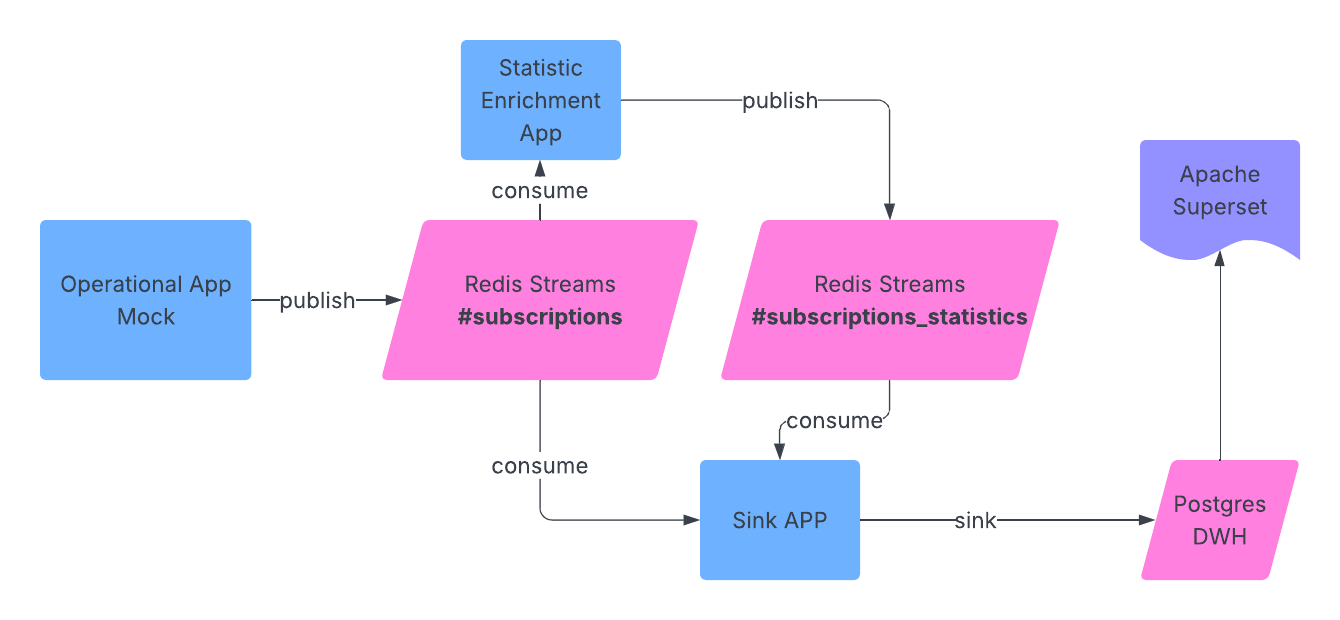 Statistic
Enrichment
App
publish
consume
Apache
Superset
Operational App
Mock
publish
Redis Streams
#subscriptions
Redis Streams
#subscriptions_statistics
consume
consume
Sink APP
sink
Postgres
DWH